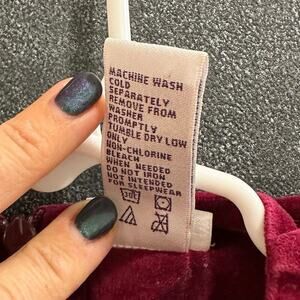 MACHINE WASH
COLD
SEPARATELY
REMOVE FROM
WASHER
PROMPTLY
TUMBLE DRY LOW
ONLY
NON-CHLORINE
BLEACH
WHEN NEEDED
DO NOT IRON
NOT INTENDED
FOR SLEEPWEAR